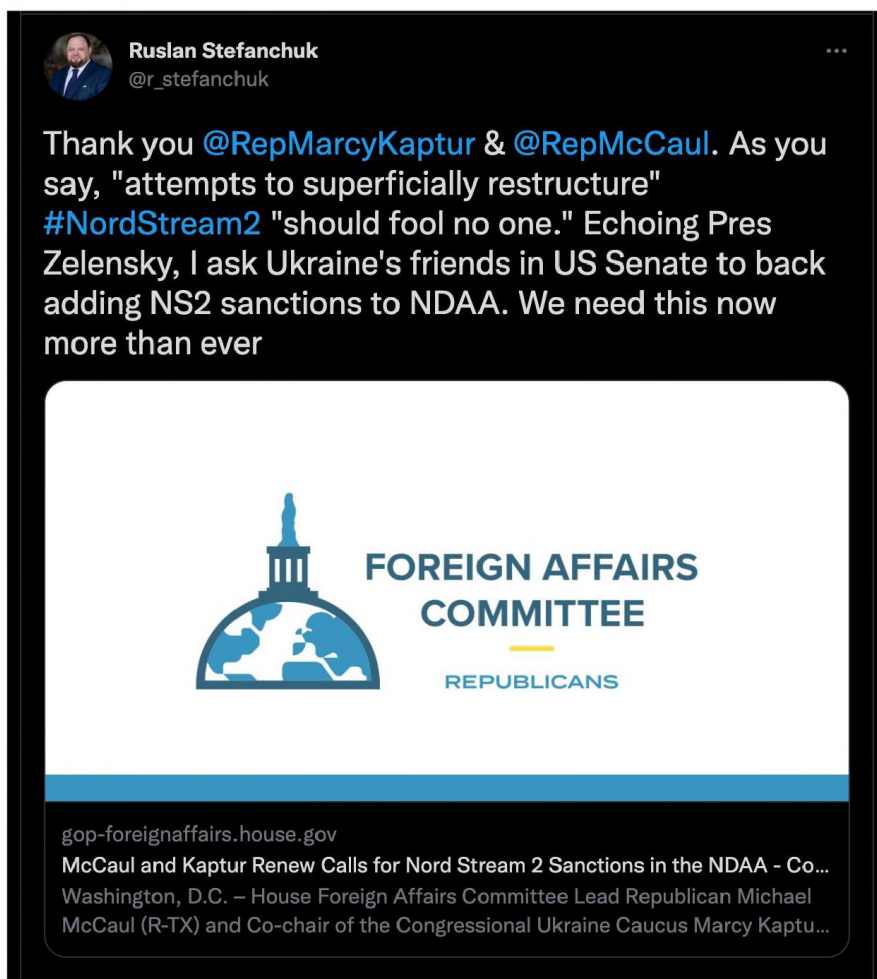 Ruslan Stefanchuk
@r_stefanchuk
Thank you @RepMarcyKaptur & @RepMcCaul. As you
say, "attempts to superficially restructure"
#NordStream2 "should fool no one." Echoing Pres
Zelensky, I ask Ukraine's friends in US Senate to back
adding NS2 sanctions to NDAA. We need this now
more than ever
FOREIGN AFFAIRS
COMMITTEE
REPUBLICANS
gop-foreignaffairs.house.gov
McCaul and Kaptur Renew Calls for Nord Stream 2 Sanctions in the NDAA - Co...
Washington, D.C. – House Foreign Affairs Committee Lead Republican Michael
McCaul (R-TX) and Co-chair of the Congressional Ukraine Caucus Marcy Kaptu...